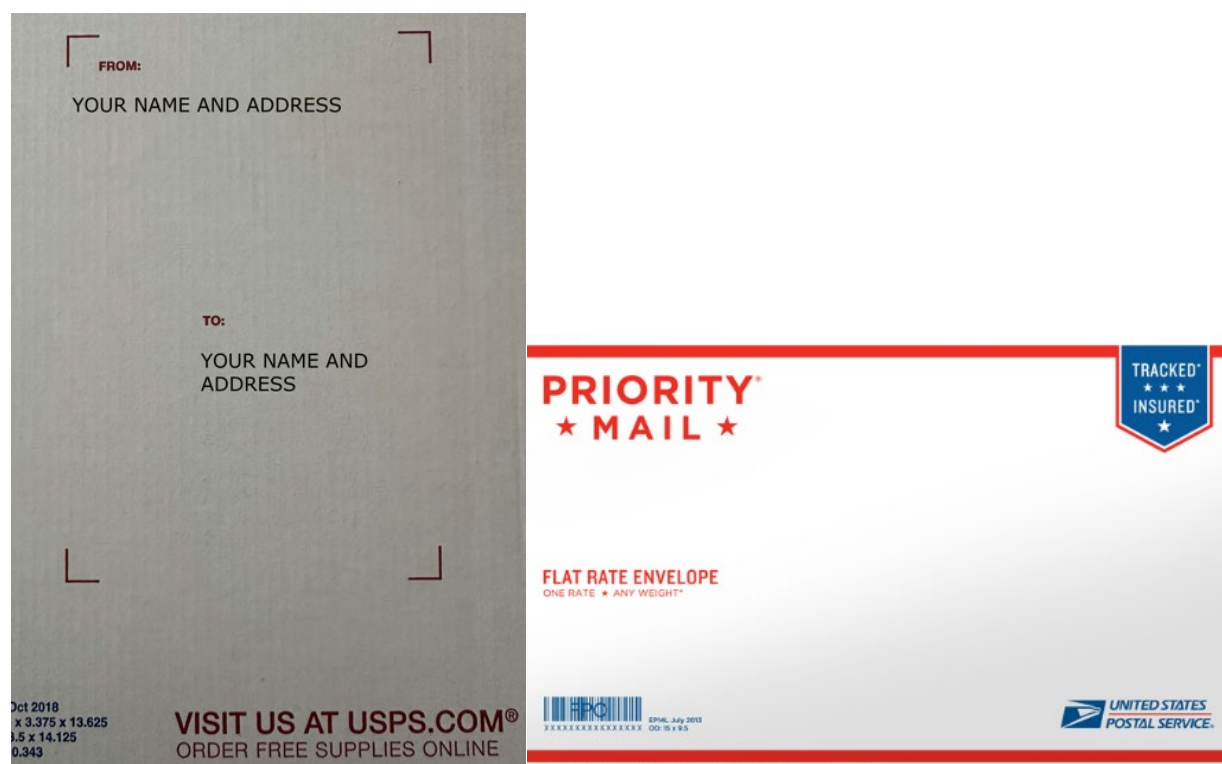 FROM:
YOUR NAME AND ADDRESS
TO:
YOUR NAME AND
ADDRESS
Oct 2018
x 3.375 x 13.625
.5 x 14.125
0.343
VISIT US AT USPS.COM®
ORDER FREE SUPPLIES ONLINE
PRIORITY®
★ MAIL ★
TRACKED*
★ ★ ★
INSURED*
★
FLAT RATE ENVELOPE
ONE RATE ★ ANY WEIGHT*
FPO
XXXXXXXXXXXXXXXX
EP14L July 2013
OD: 15 x 9.5
UNITED STATES
POSTAL SERVICE®